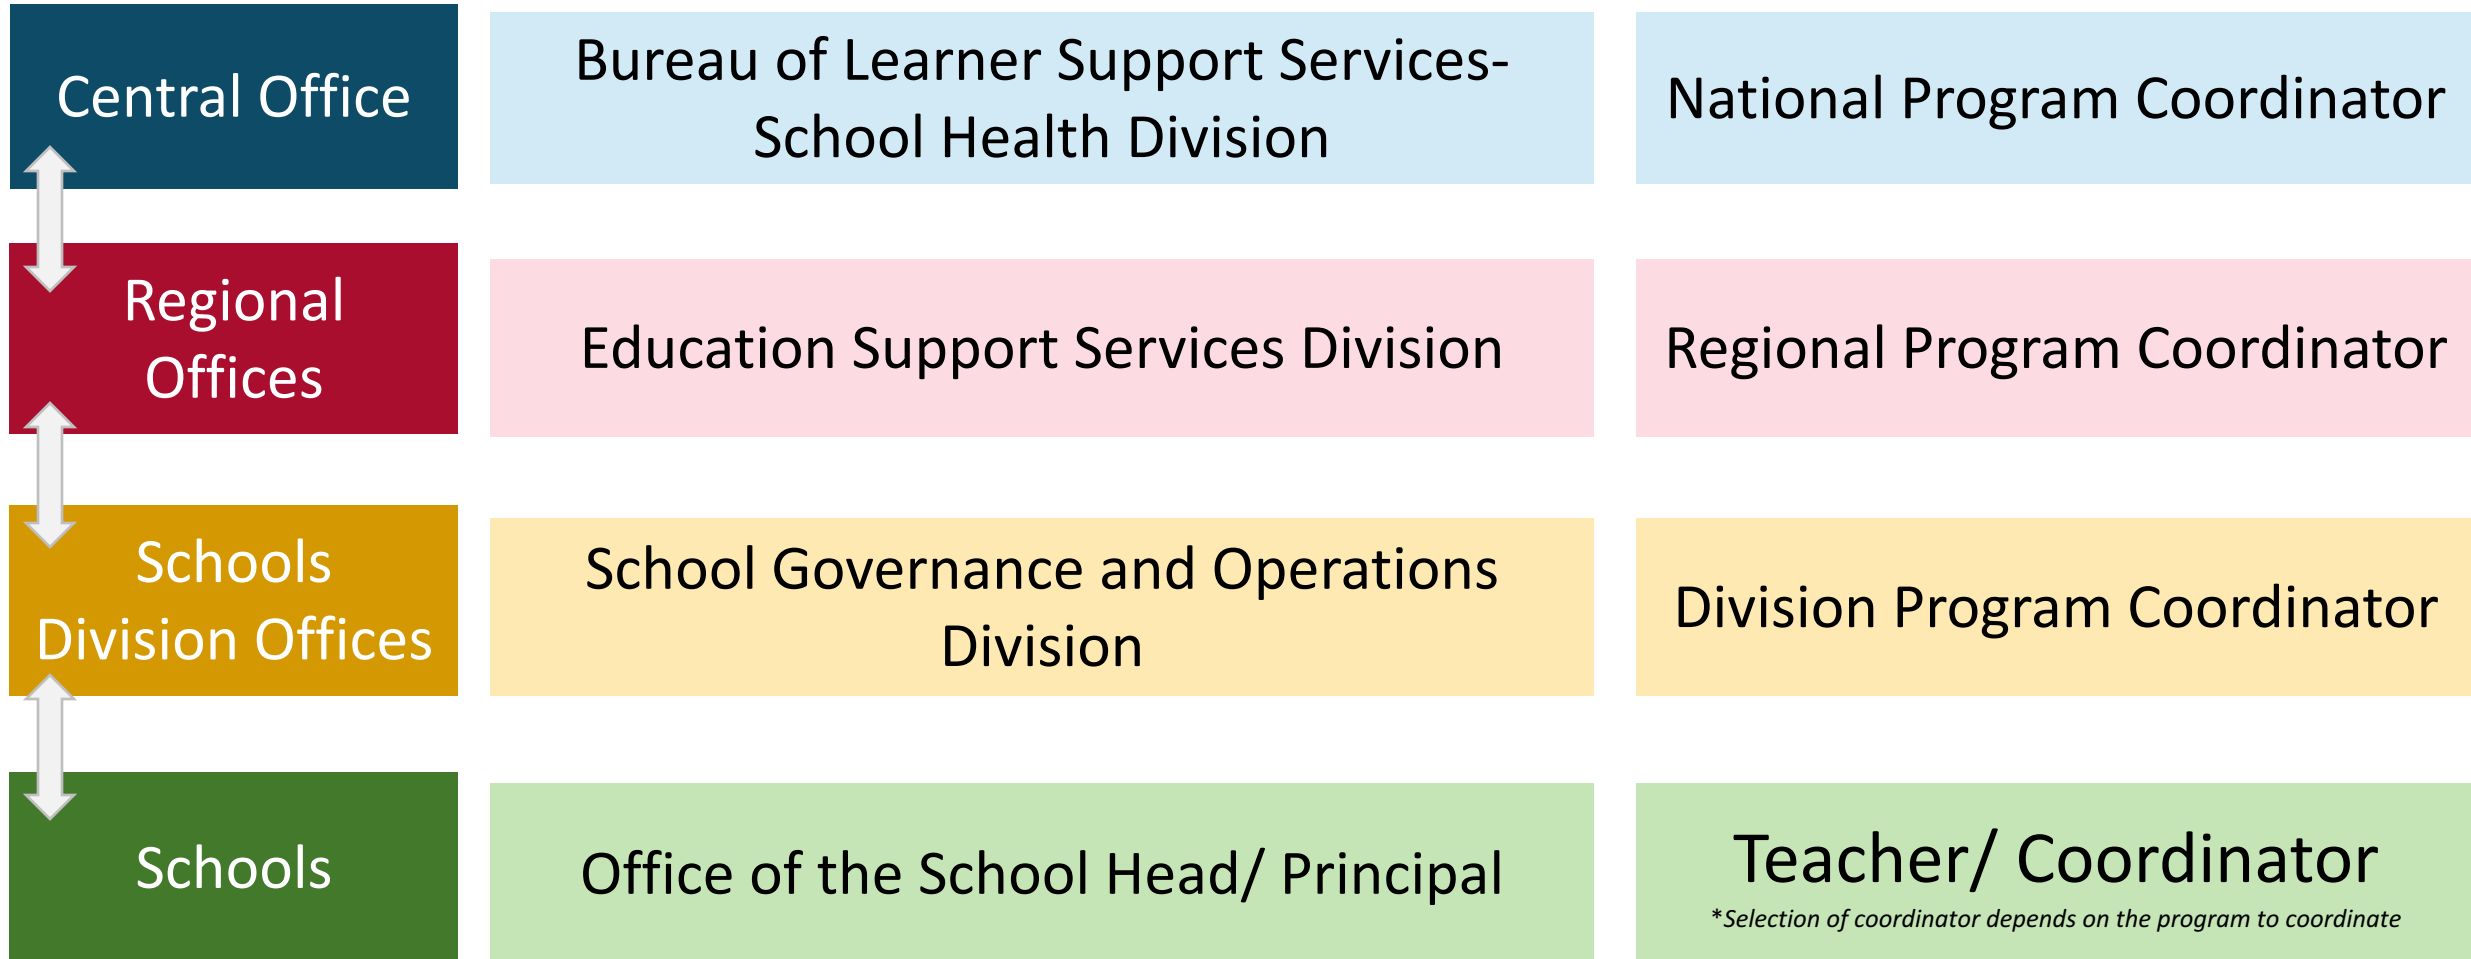 Central Office
Bureau of Learner Support Services-
School Health Division
National Program Coordinator
Regional
Offices
Education Support Services Division
Regional Program Coordinator
Schools
Division Offices
School Governance and Operations
Division
Division Program Coordinator
Schools
Office of the School Head/ Principal
Teacher/ Coordinator
*Selection of coordinator depends on the program to coordinate